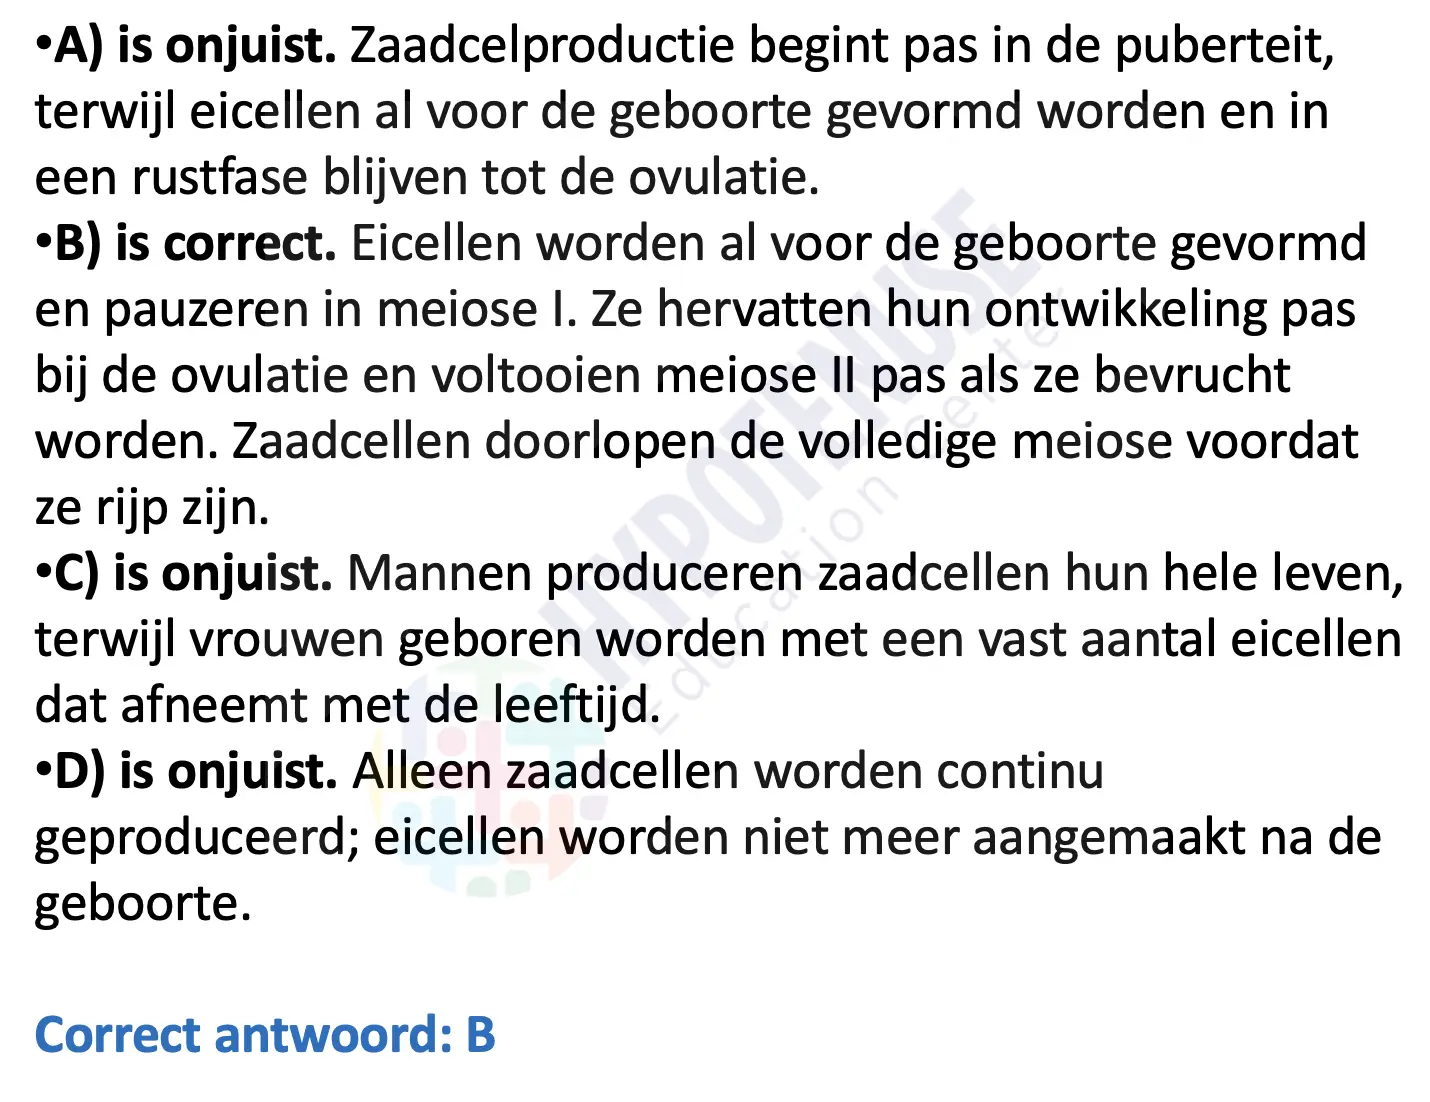 •A) is onjuist. Zaadcelproductie begint pas in de puberteit,
terwijl eicellen al voor de geboorte gevormd worden en in
een rustfase blijven tot de ovulatie.
•B) is correct. Eicellen worden al voor de geboorte gevormd
en pauzeren in meiose I. Ze hervatten hun ontwikkeling pas
bij de ovulatie en voltooien meiose II pas als ze bevrucht
worden. Zaadcellen doorlopen de volledige meiose voordat
ze rijp zijn.
•C) is onjuist. Mannen produceren zaadcellen hun hele leven,
terwijl vrouwen geboren worden met een vast aantal eicellen
dat afneemt met de leeftijd.
•D) is onjuist. Alleen zaadcellen worden continu
geproduceerd; eicellen worden niet meer aangemaakt na de
geboorte.
Correct antwoord: B
HYPOTENUSE
Education Center